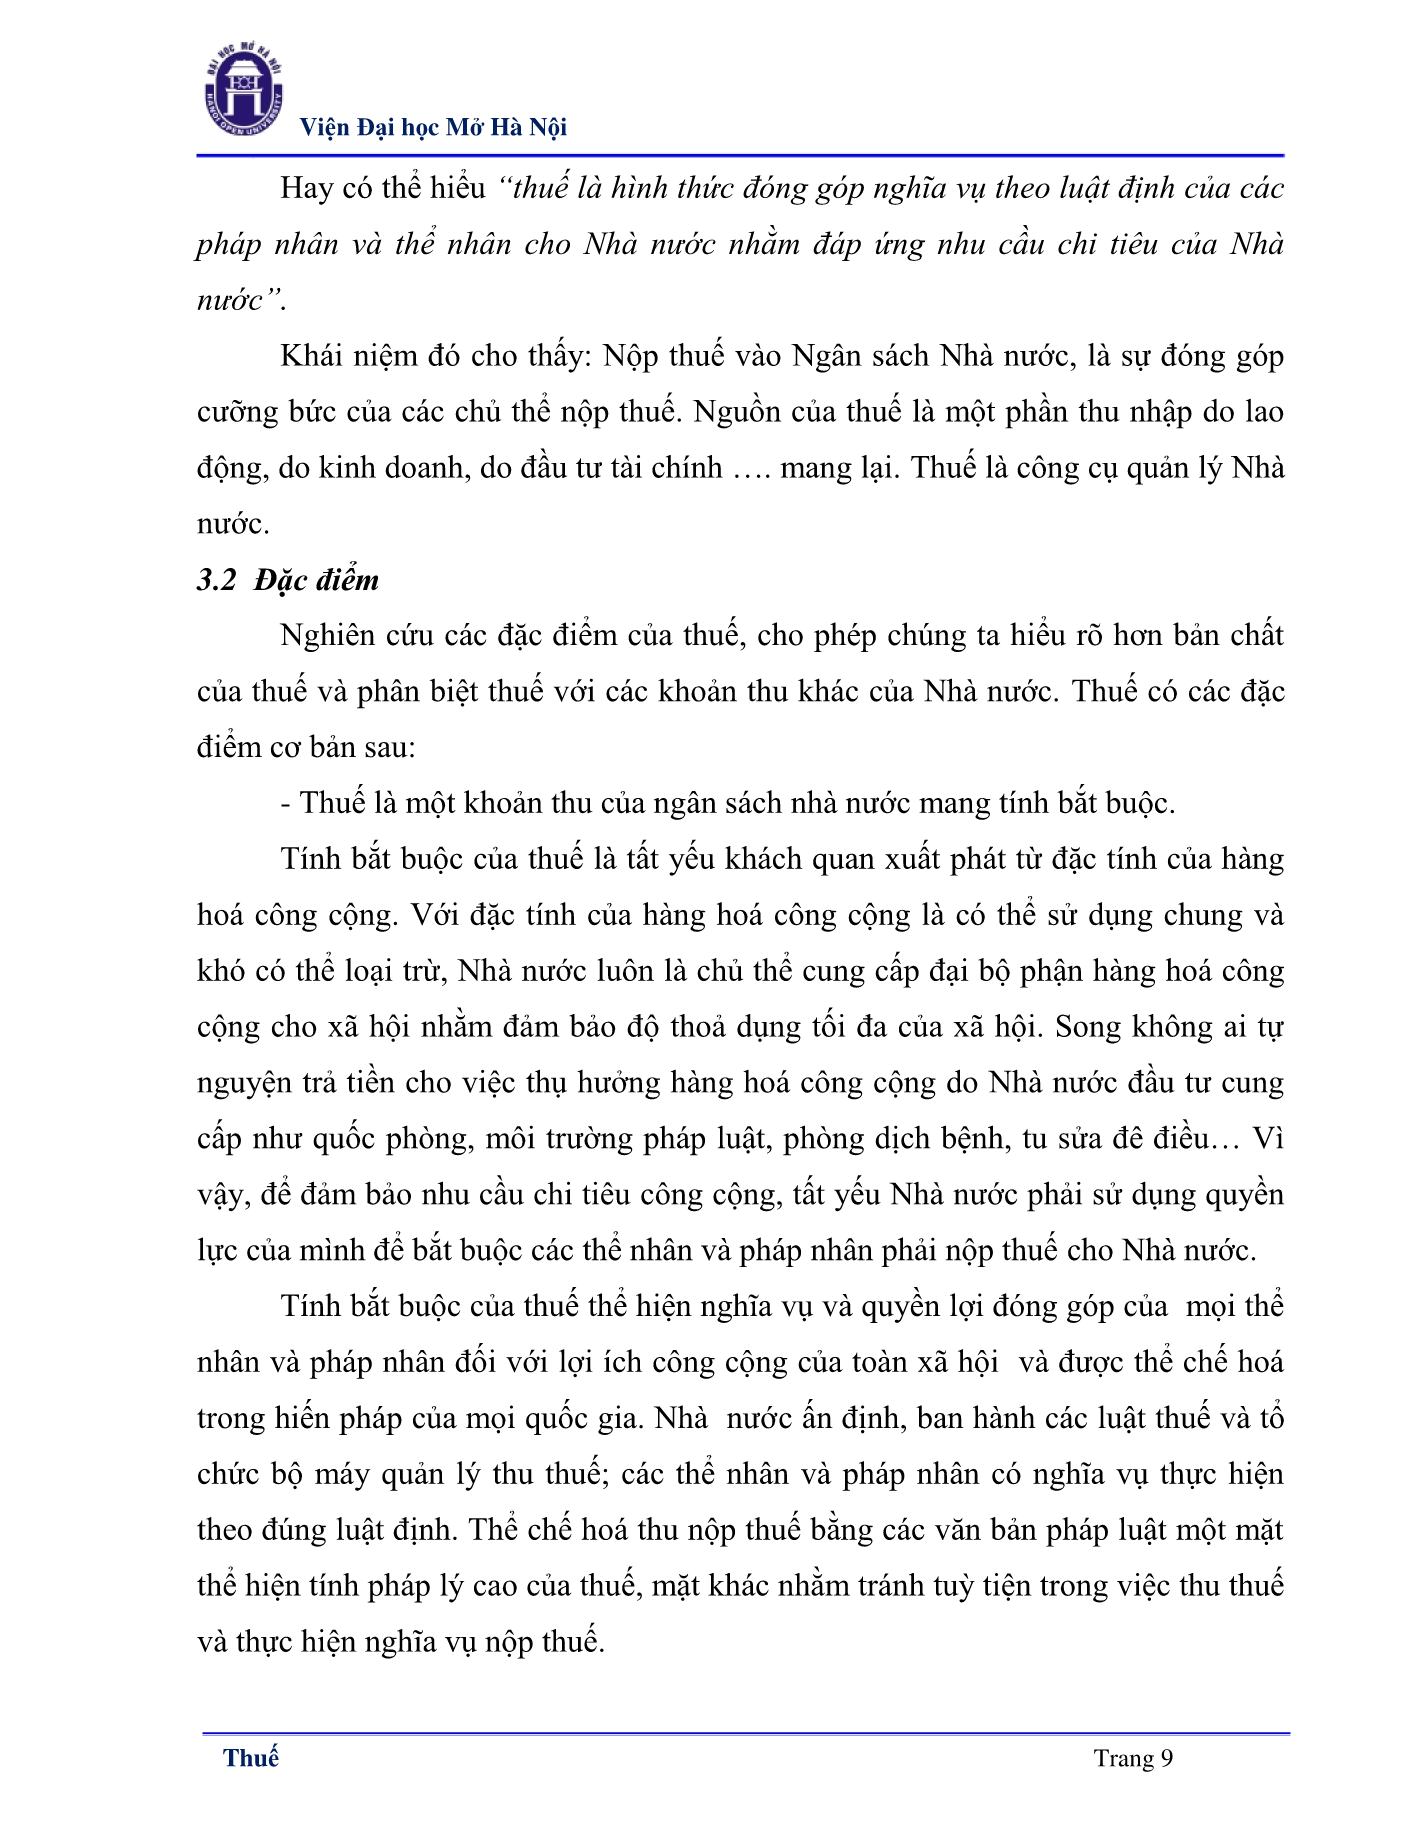 ĐẠI HỌC MỞ HÀ NỘI
HANOI OPEN UNIVERSITY
Viện Đại học Mở Hà Nội
Hay có thể hiểu “thuế là hình thức đóng góp nghĩa vụ theo luật định của các
pháp nhân và thể nhân cho Nhà nước nhằm đáp ứng nhu cầu chi tiêu của Nhà
nước”.
Khái niệm đó cho thấy: Nộp thuế vào Ngân sách Nhà nước, là sự đóng góp
cưỡng bức của các chủ thể nộp thuế. Nguồn của thuế là một phần thu nhập do lao
động, do kinh doanh, do đầu tư tài chính …. mang lại. Thuế là công cụ quản lý Nhà
nước.
3.2 Đặc điểm
Nghiên cứu các đặc điểm của thuế, cho phép chúng ta hiểu rõ hơn bản chất
của thuế và phân biệt thuế với các khoản thu khác của Nhà nước. Thuế có các đặc
điểm cơ bản sau:
- Thuế là một khoản thu của ngân sách nhà nước mang tính bắt buộc.
Tính bắt buộc của thuế là tất yếu khách quan xuất phát từ đặc tính của hàng
hoá công cộng. Với đặc tính của hàng hoá công cộng là có thể sử dụng chung và
khó có thể loại trừ, Nhà nước luôn là chủ thể cung cấp đại bộ phận hàng hoá công
cộng cho xã hội nhằm đảm bảo độ thoả dụng tối đa của xã hội. Song không ai tự
nguyện trả tiền cho việc thụ hưởng hàng hoá công cộng do Nhà nước đầu tư cung
cấp như quốc phòng, môi trường pháp luật, phòng dịch bệnh, tu sửa đê điều… Vì
vậy, để đảm bảo nhu cầu chi tiêu công cộng, tất yếu Nhà nước phải sử dụng quyền
lực của mình để bắt buộc các thể nhân và pháp nhân phải nộp thuế cho Nhà nước.
Tính bắt buộc của thuế thể hiện nghĩa vụ và quyền lợi đóng góp của mọi thể
nhân và pháp nhân đối với lợi ích công cộng của toàn xã hội và được thể chế hoá
trong hiến pháp của mọi quốc gia. Nhà nước ấn định, ban hành các luật thuế và tổ
chức bộ máy quản lý thu thuế; các thể nhân và pháp nhân có nghĩa vụ thực hiện
theo đúng luật định. Thể chế hoá thu nộp thuế bằng các văn bản pháp luật một mặt
thể hiện tính pháp lý cao của thuế, mặt khác nhằm tránh tuỳ tiện trong việc thu thuế
và thực hiện nghĩa vụ nộp thuế.
Thuế
Trang 9